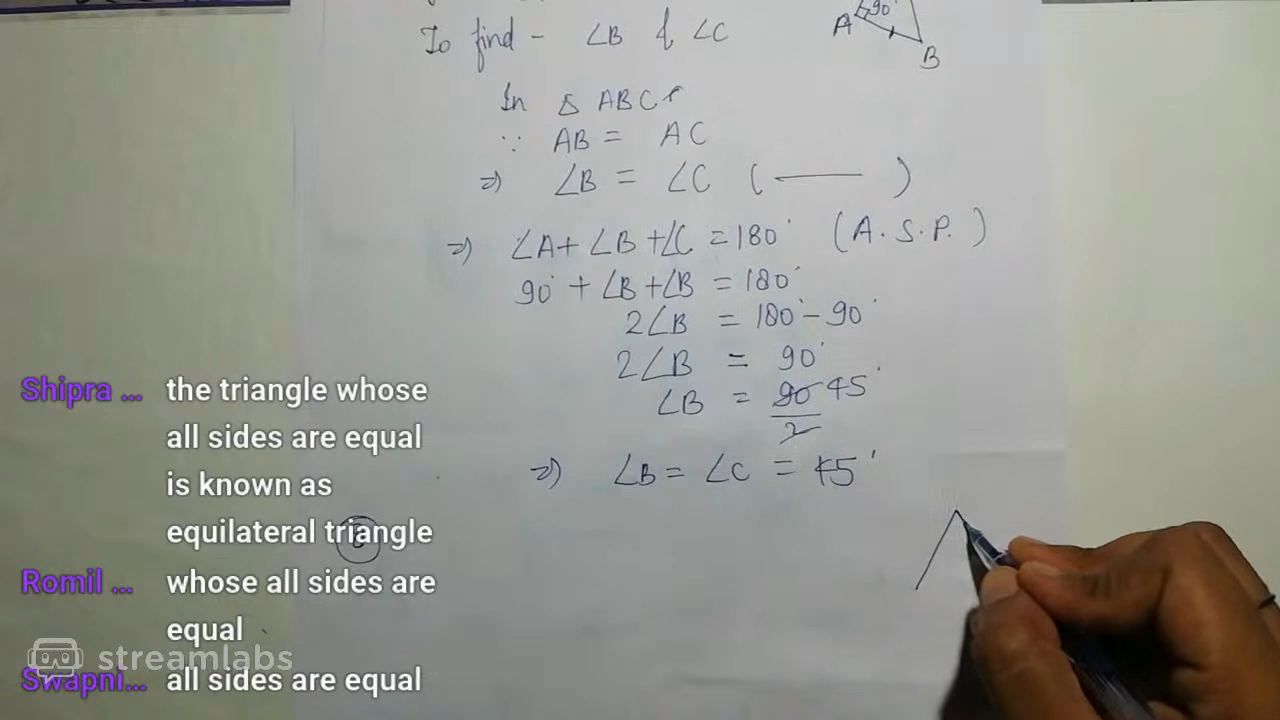 To find - ∠B & ∠C
A 90°
B
In △ ABC,
∵ AB = AC
⇒ ∠B = ∠C ( —— )
⇒ ∠A + ∠B + ∠C = 180° (A.S.P.)
90° + ∠B + ∠B = 180°
2∠B = 180° - 90°
2∠B = 90°
∠B = 90/2 45°
⇒ ∠B = ∠C = 45°
Shipra ... the triangle whose
all sides are equal
is known as
equilateral triangle
Romil ... whose all sides are
equal
streamlabs
Swapni... all sides are equal